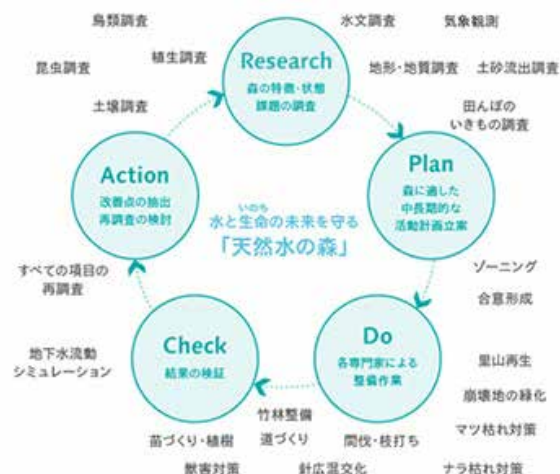 鳥類調査
水文調査
気象観測
昆虫調査
植生調査
Research
森の特徴・状態
課題の調査
地形・地質調査
土砂流出調査
土壌調査
田んぼの
いきもの調査
Action
改善点の抽出
再調査の検討
Plan
森に適した
中長期的な
活動計画立案
いのち
水と生命の未来を守る
「天然水の森」
すべての項目の
再調査
ゾーニング
合意形成
地下水流動
シミュレーション
Check
結果の検証
Do
各専門家による
整備作業
里山再生
崩壊地の緑化
竹林整備
苗づくり・植樹
道づくり
間伐・枝打ち
マツ枯れ対策
獣害対策
針広混交化
ナラ枯れ対策